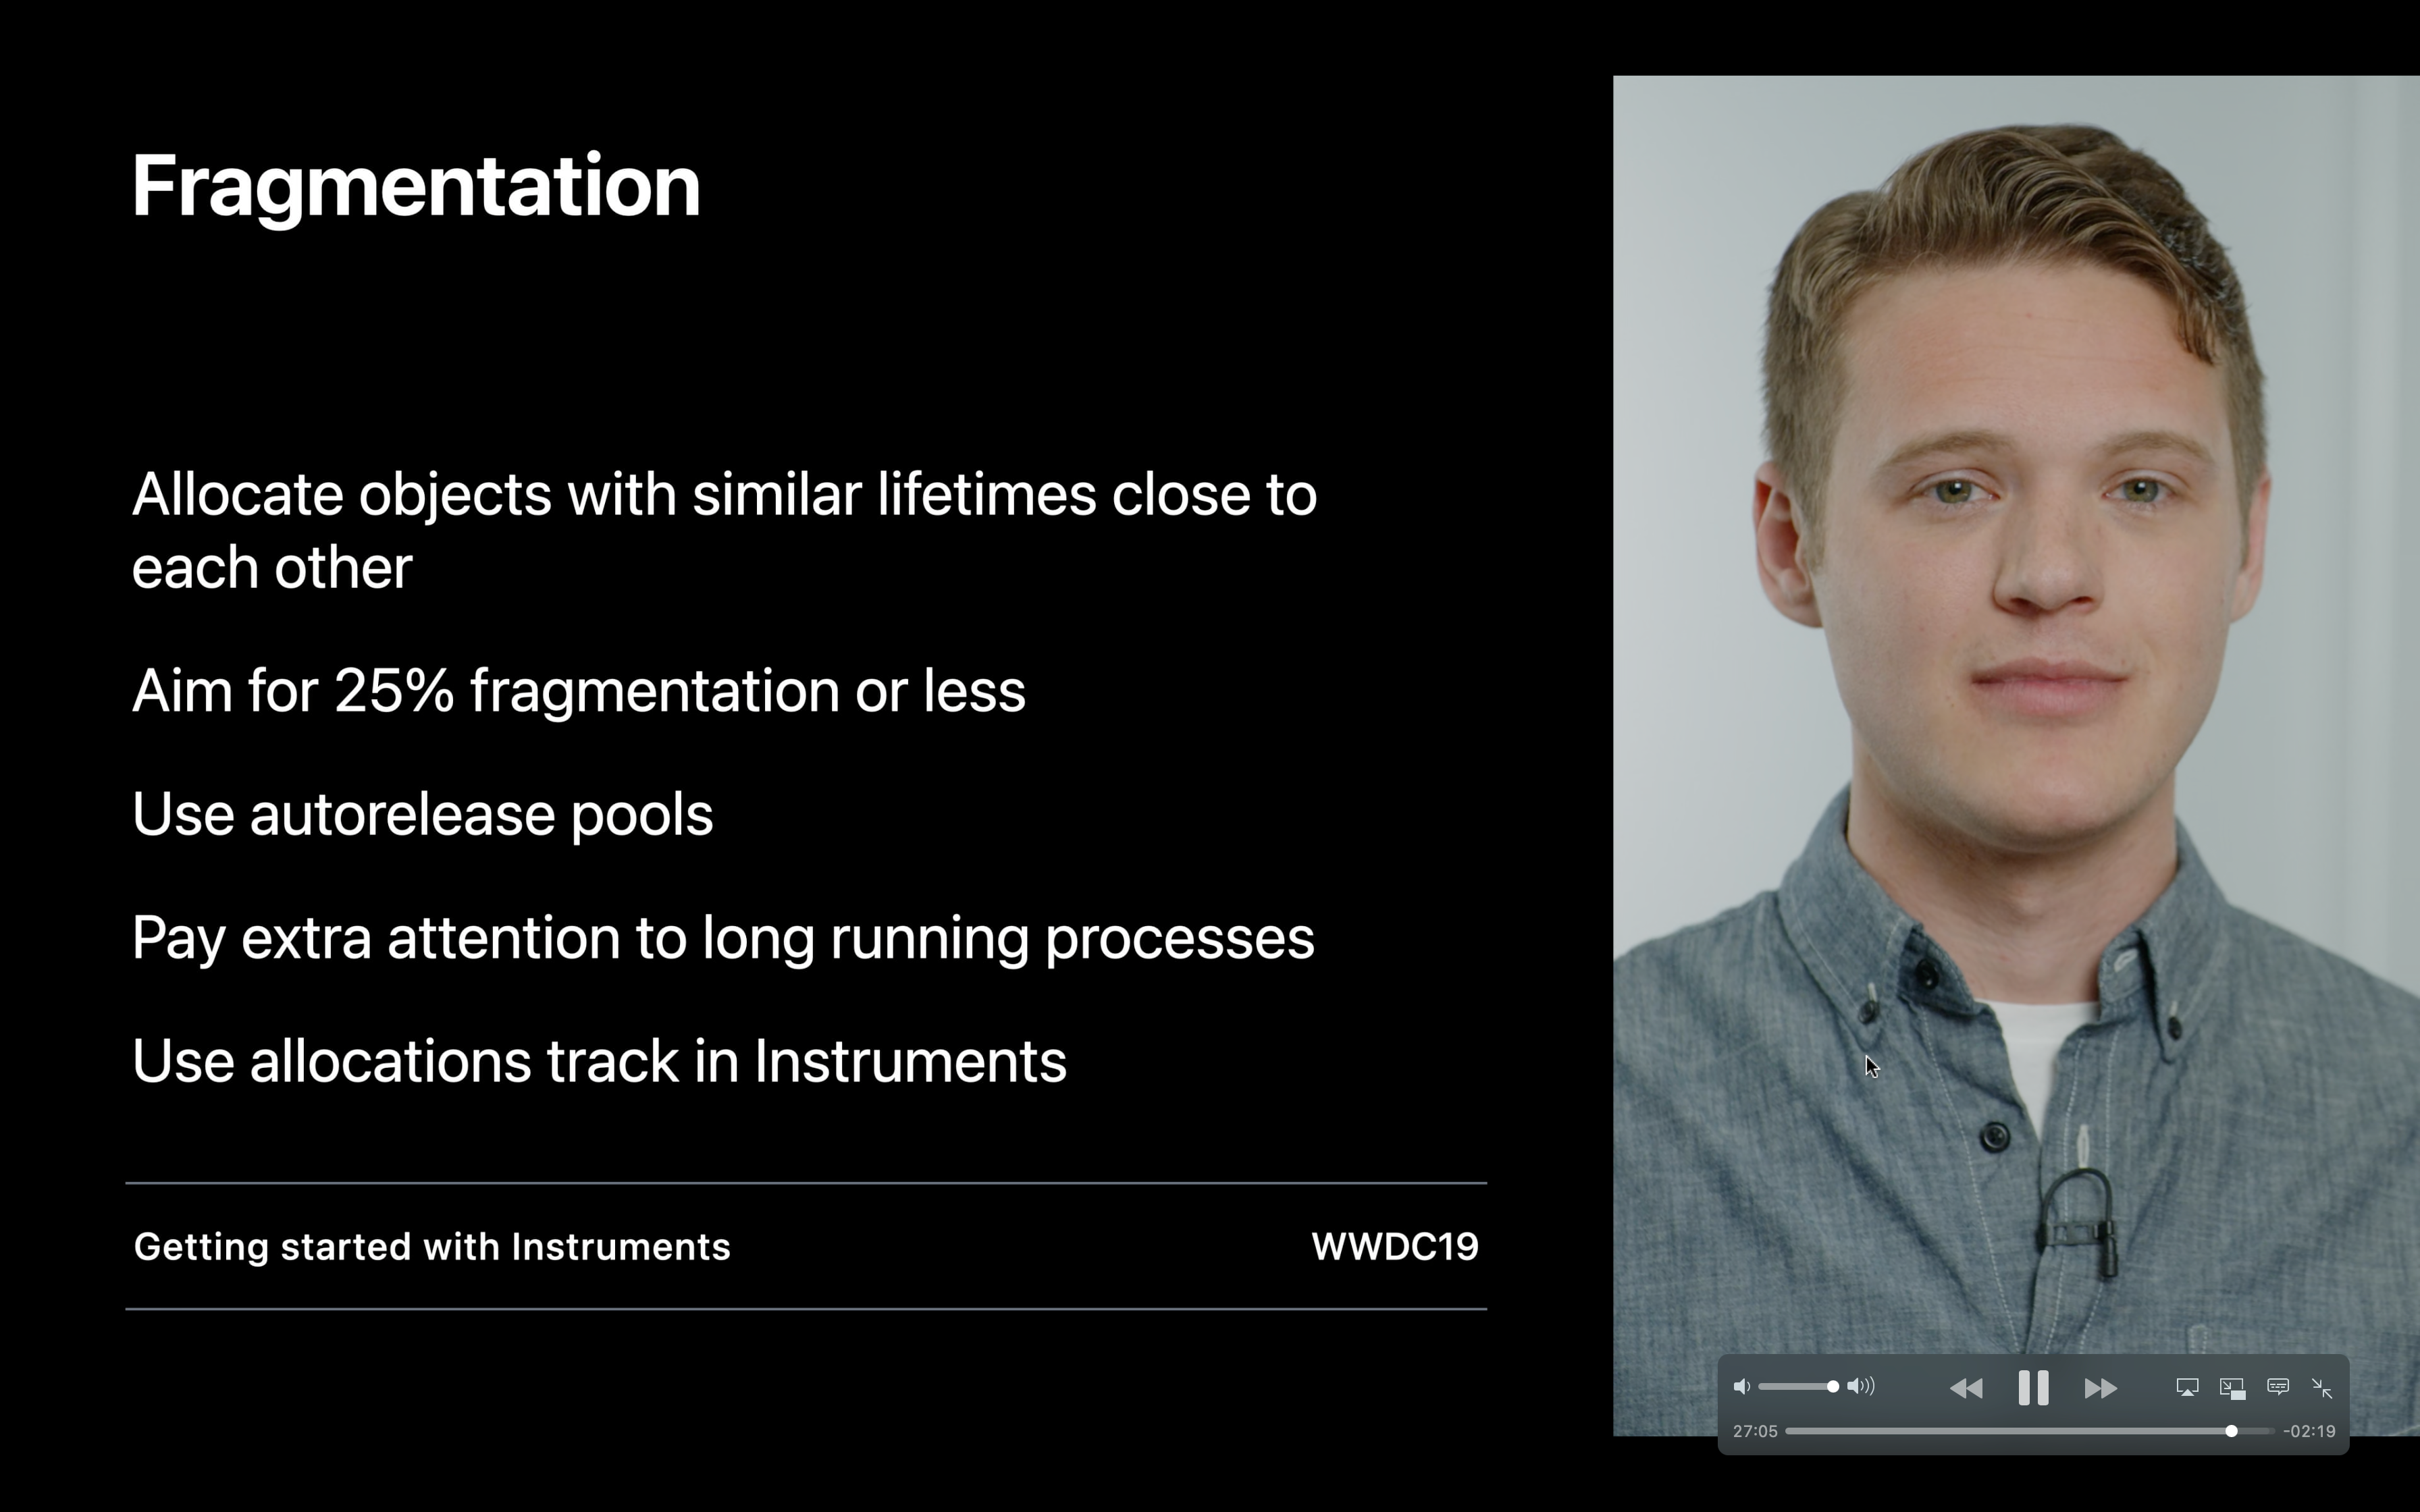 Fragmentation
Allocate objects with similar lifetimes close to
each other
Aim for 25% fragmentation or less
Use autorelease pools
Pay extra attention to long running processes
Use allocations track in Instruments
Getting started with Instruments WWDC19
27:05 -02:19